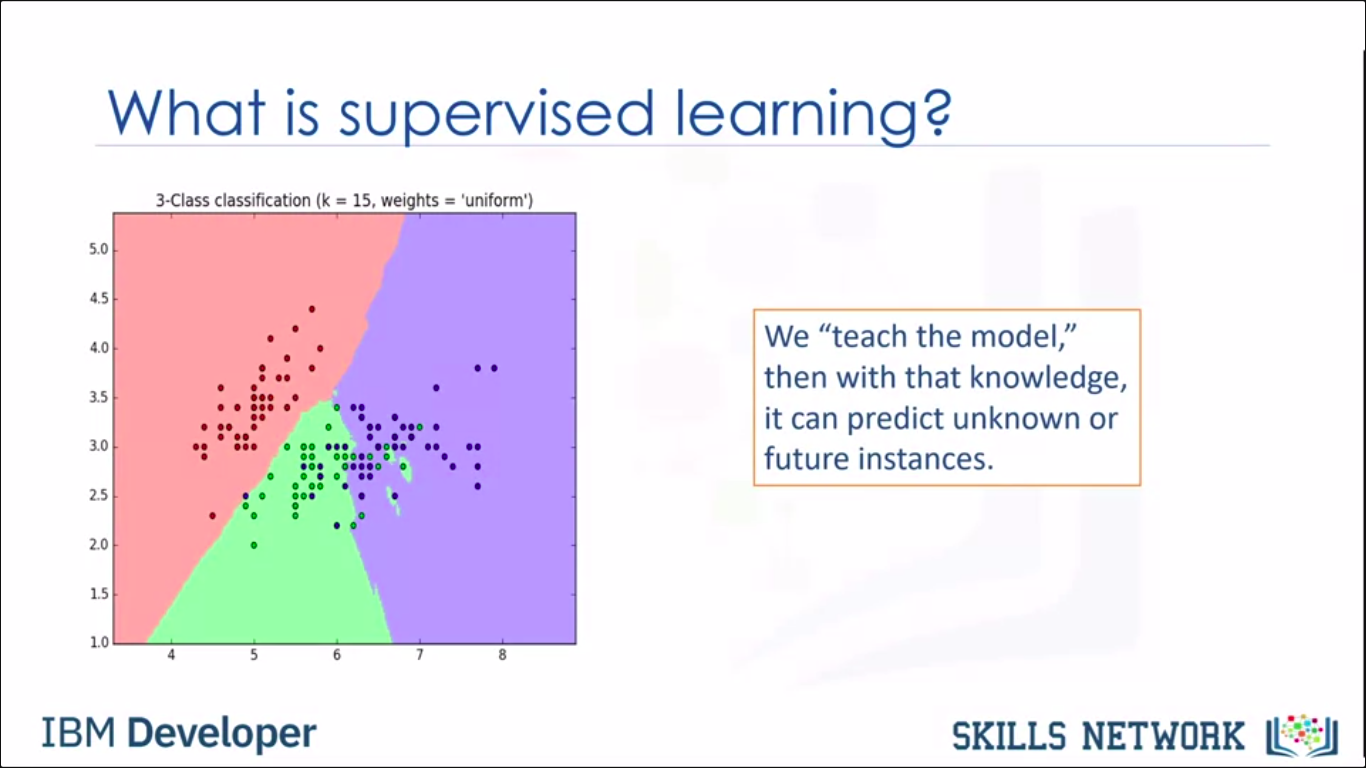 What is supervised learning?
3-Class classification (k = 15, weights = 'uniform')
5.0
4.5
4.0
3.5
3.0
2.5
2.0
1.5
1.0
4 5 6 7 8
We “teach the model,”
then with that knowledge,
it can predict unknown or
future instances.
IBM Developer
SKILLS NETWORK